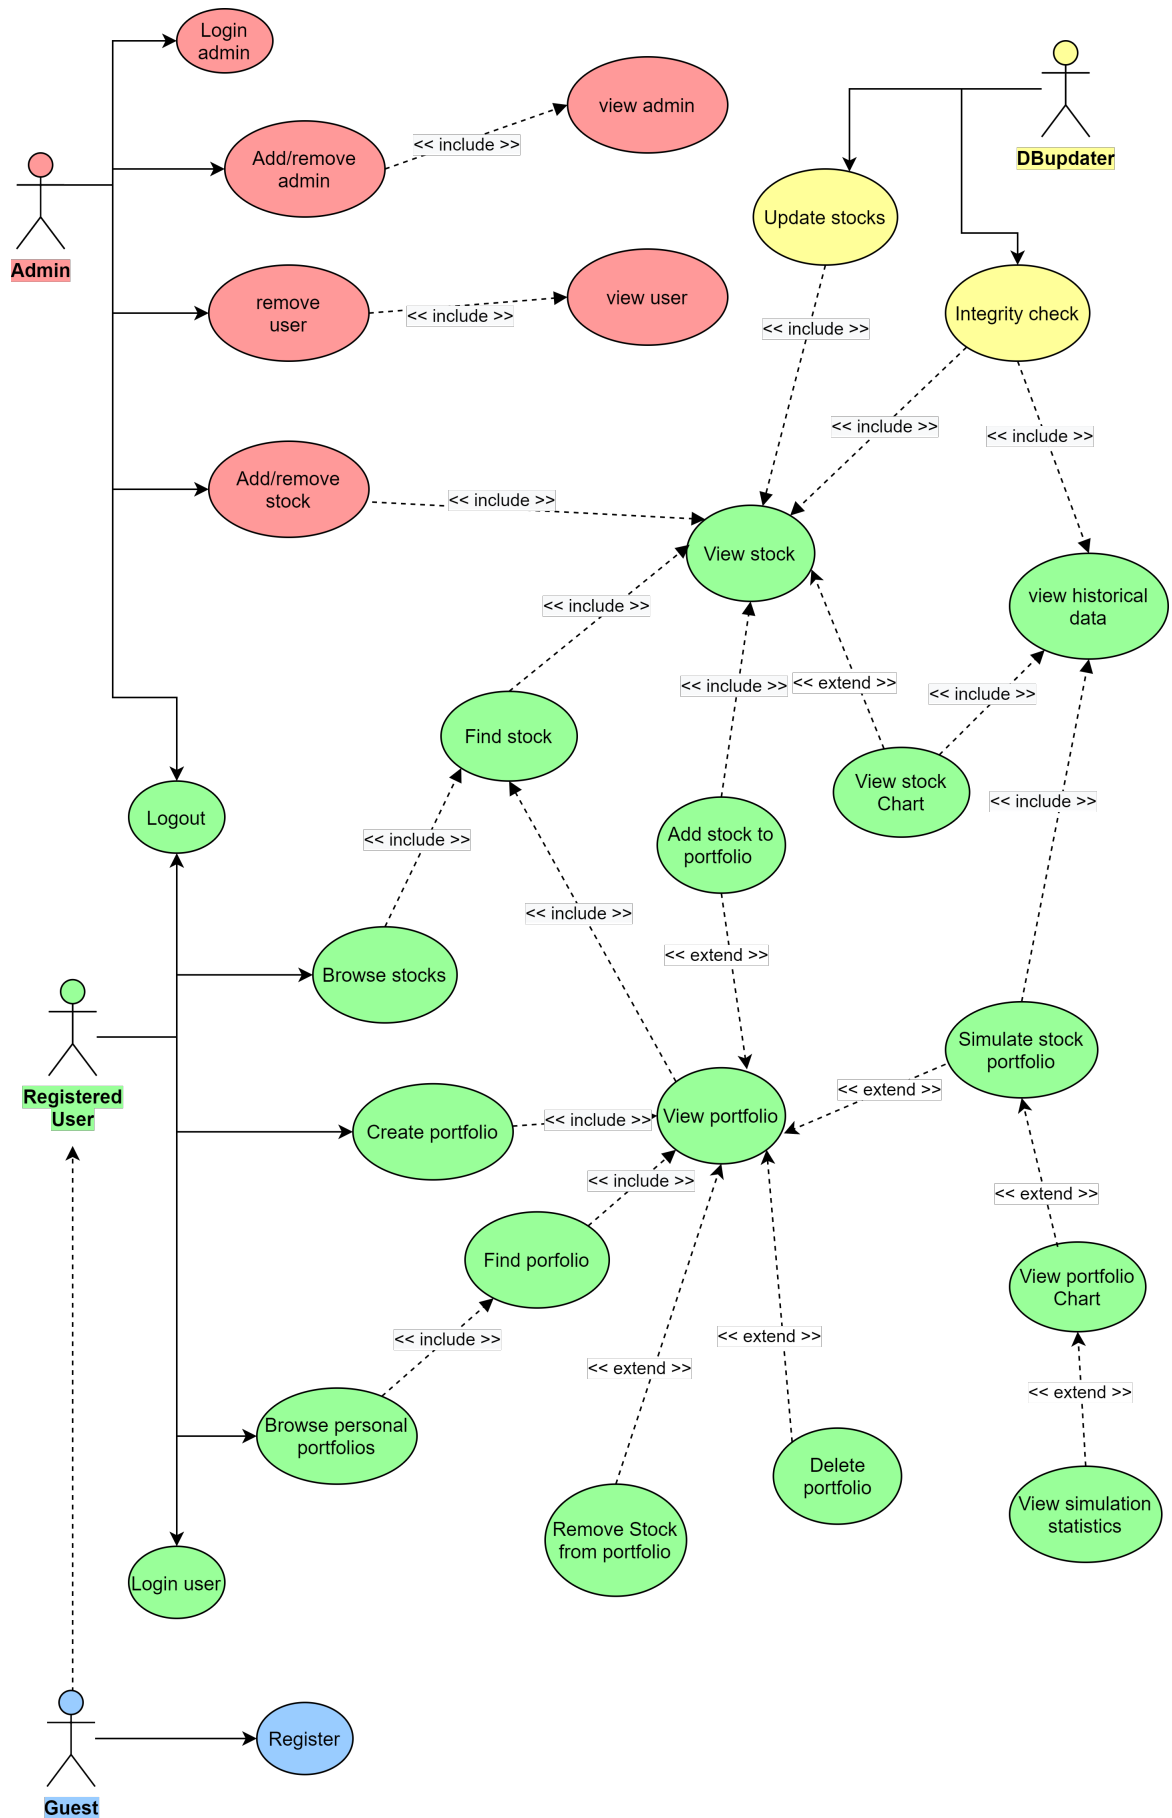 Login
admin
view admin
<< include >>
Add/remove
admin
DBupdater
Update stocks
Admin
remove
user
<< include >>
view user
Integrity check
<< include >>
<< include >>
<< include >>
Add/remove
stock
<< include >>
View stock
view historical
data
<< include >>
<< include >>
<< extend >>
<< include >>
Find stock
View stock
Chart
<< include >>
Logout
<< include >>
Add stock to
portfolio
<< include >>
<< extend >>
Browse stocks
Simulate stock
portfolio
Registered
User
<< extend >>
Create portfolio
<< include >>
View portfolio
<< include >>
<< extend >>
Find porfolio
View portfolio
Chart
<< include >>
<< extend >>
<< extend >>
<< extend >>
Browse personal
portfolios
Delete
portfolio
View simulation
statistics
Remove Stock
from portfolio
Login user
Register
Guest